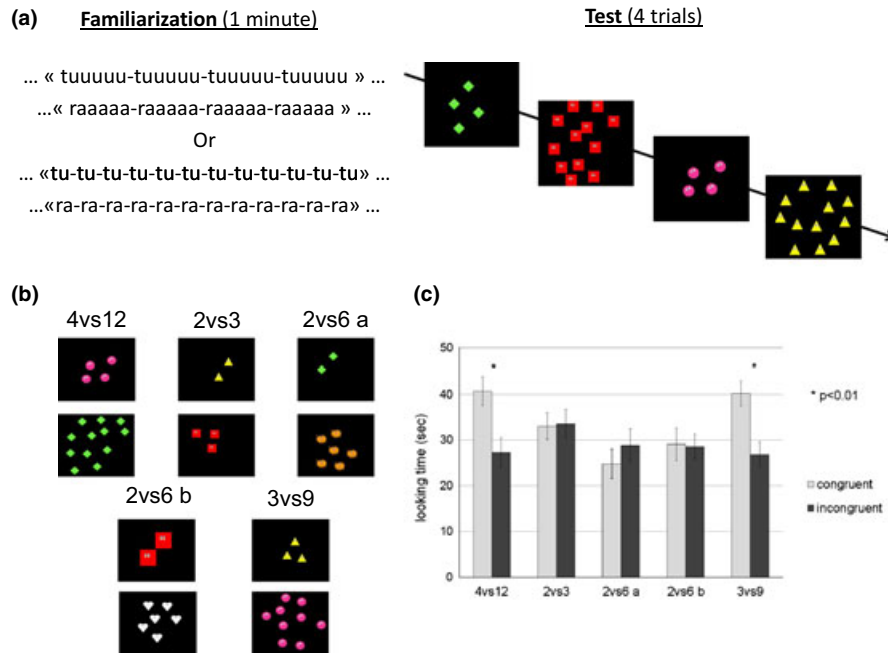 (a) Familiarization (1 minute)
Test (4 trials)
... « tuuuuu-tuuuuu-tuuuuu-tuuuuu » ...
...« raaaaa-raaaaa-raaaaa-raaaaa » ...
Or
... «tu-tu-tu-tu-tu-tu-tu-tu-tu-tu-tu-tu» ...
...«ra-ra-ra-ra-ra-ra-ra-ra-ra-ra-ra-ra» ...
(b)
4vs12 2vs3 2vs6 a
2vs6 b 3vs9
(c)
looking time (sec)
50
40
30
20
10
0
* *
* p<0.01
congruent
incongruent
4vs12 2vs3 2vs6 a 2vs6 b 3vs9